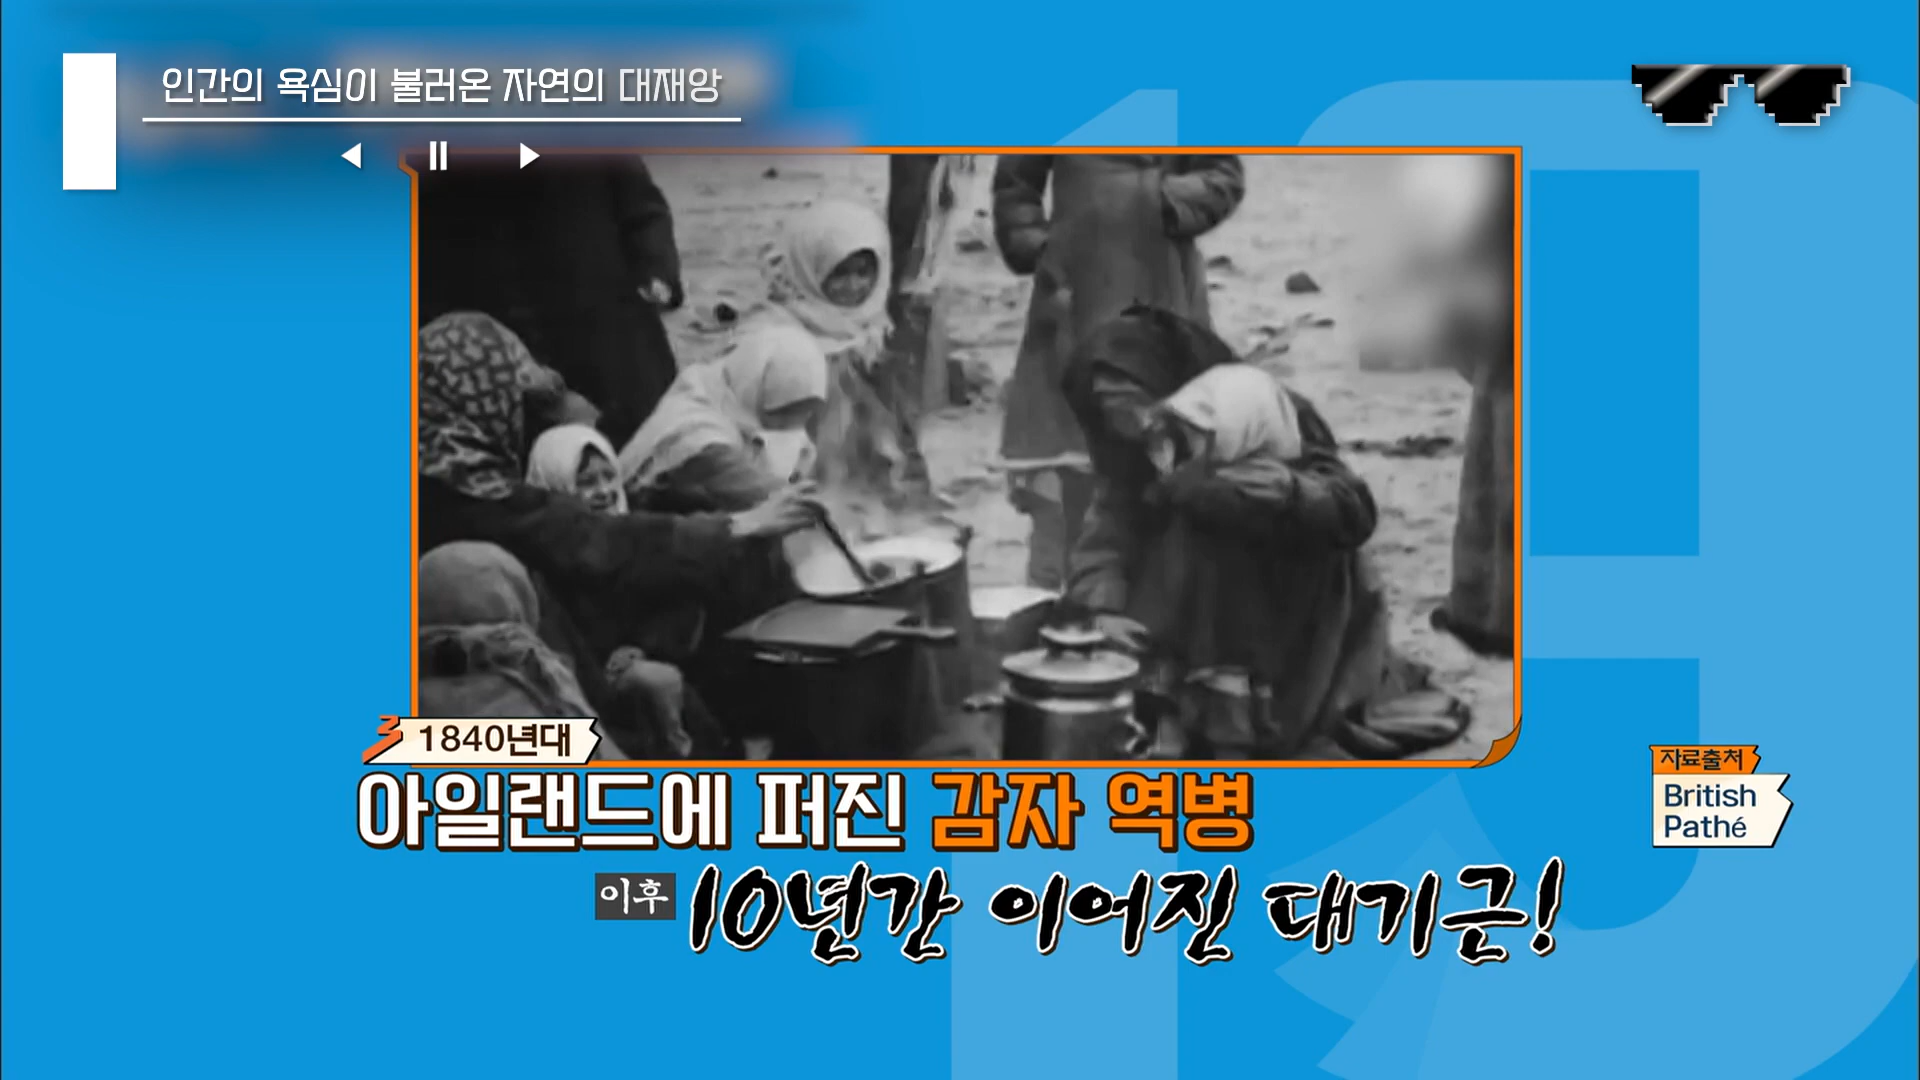 인간의 욕심이 불러온 자연의 대재앙
1840년대
아일랜드에 퍼진 감자 역병
이후 10년간 이어진 대기근!
자료출처
British
Pathé